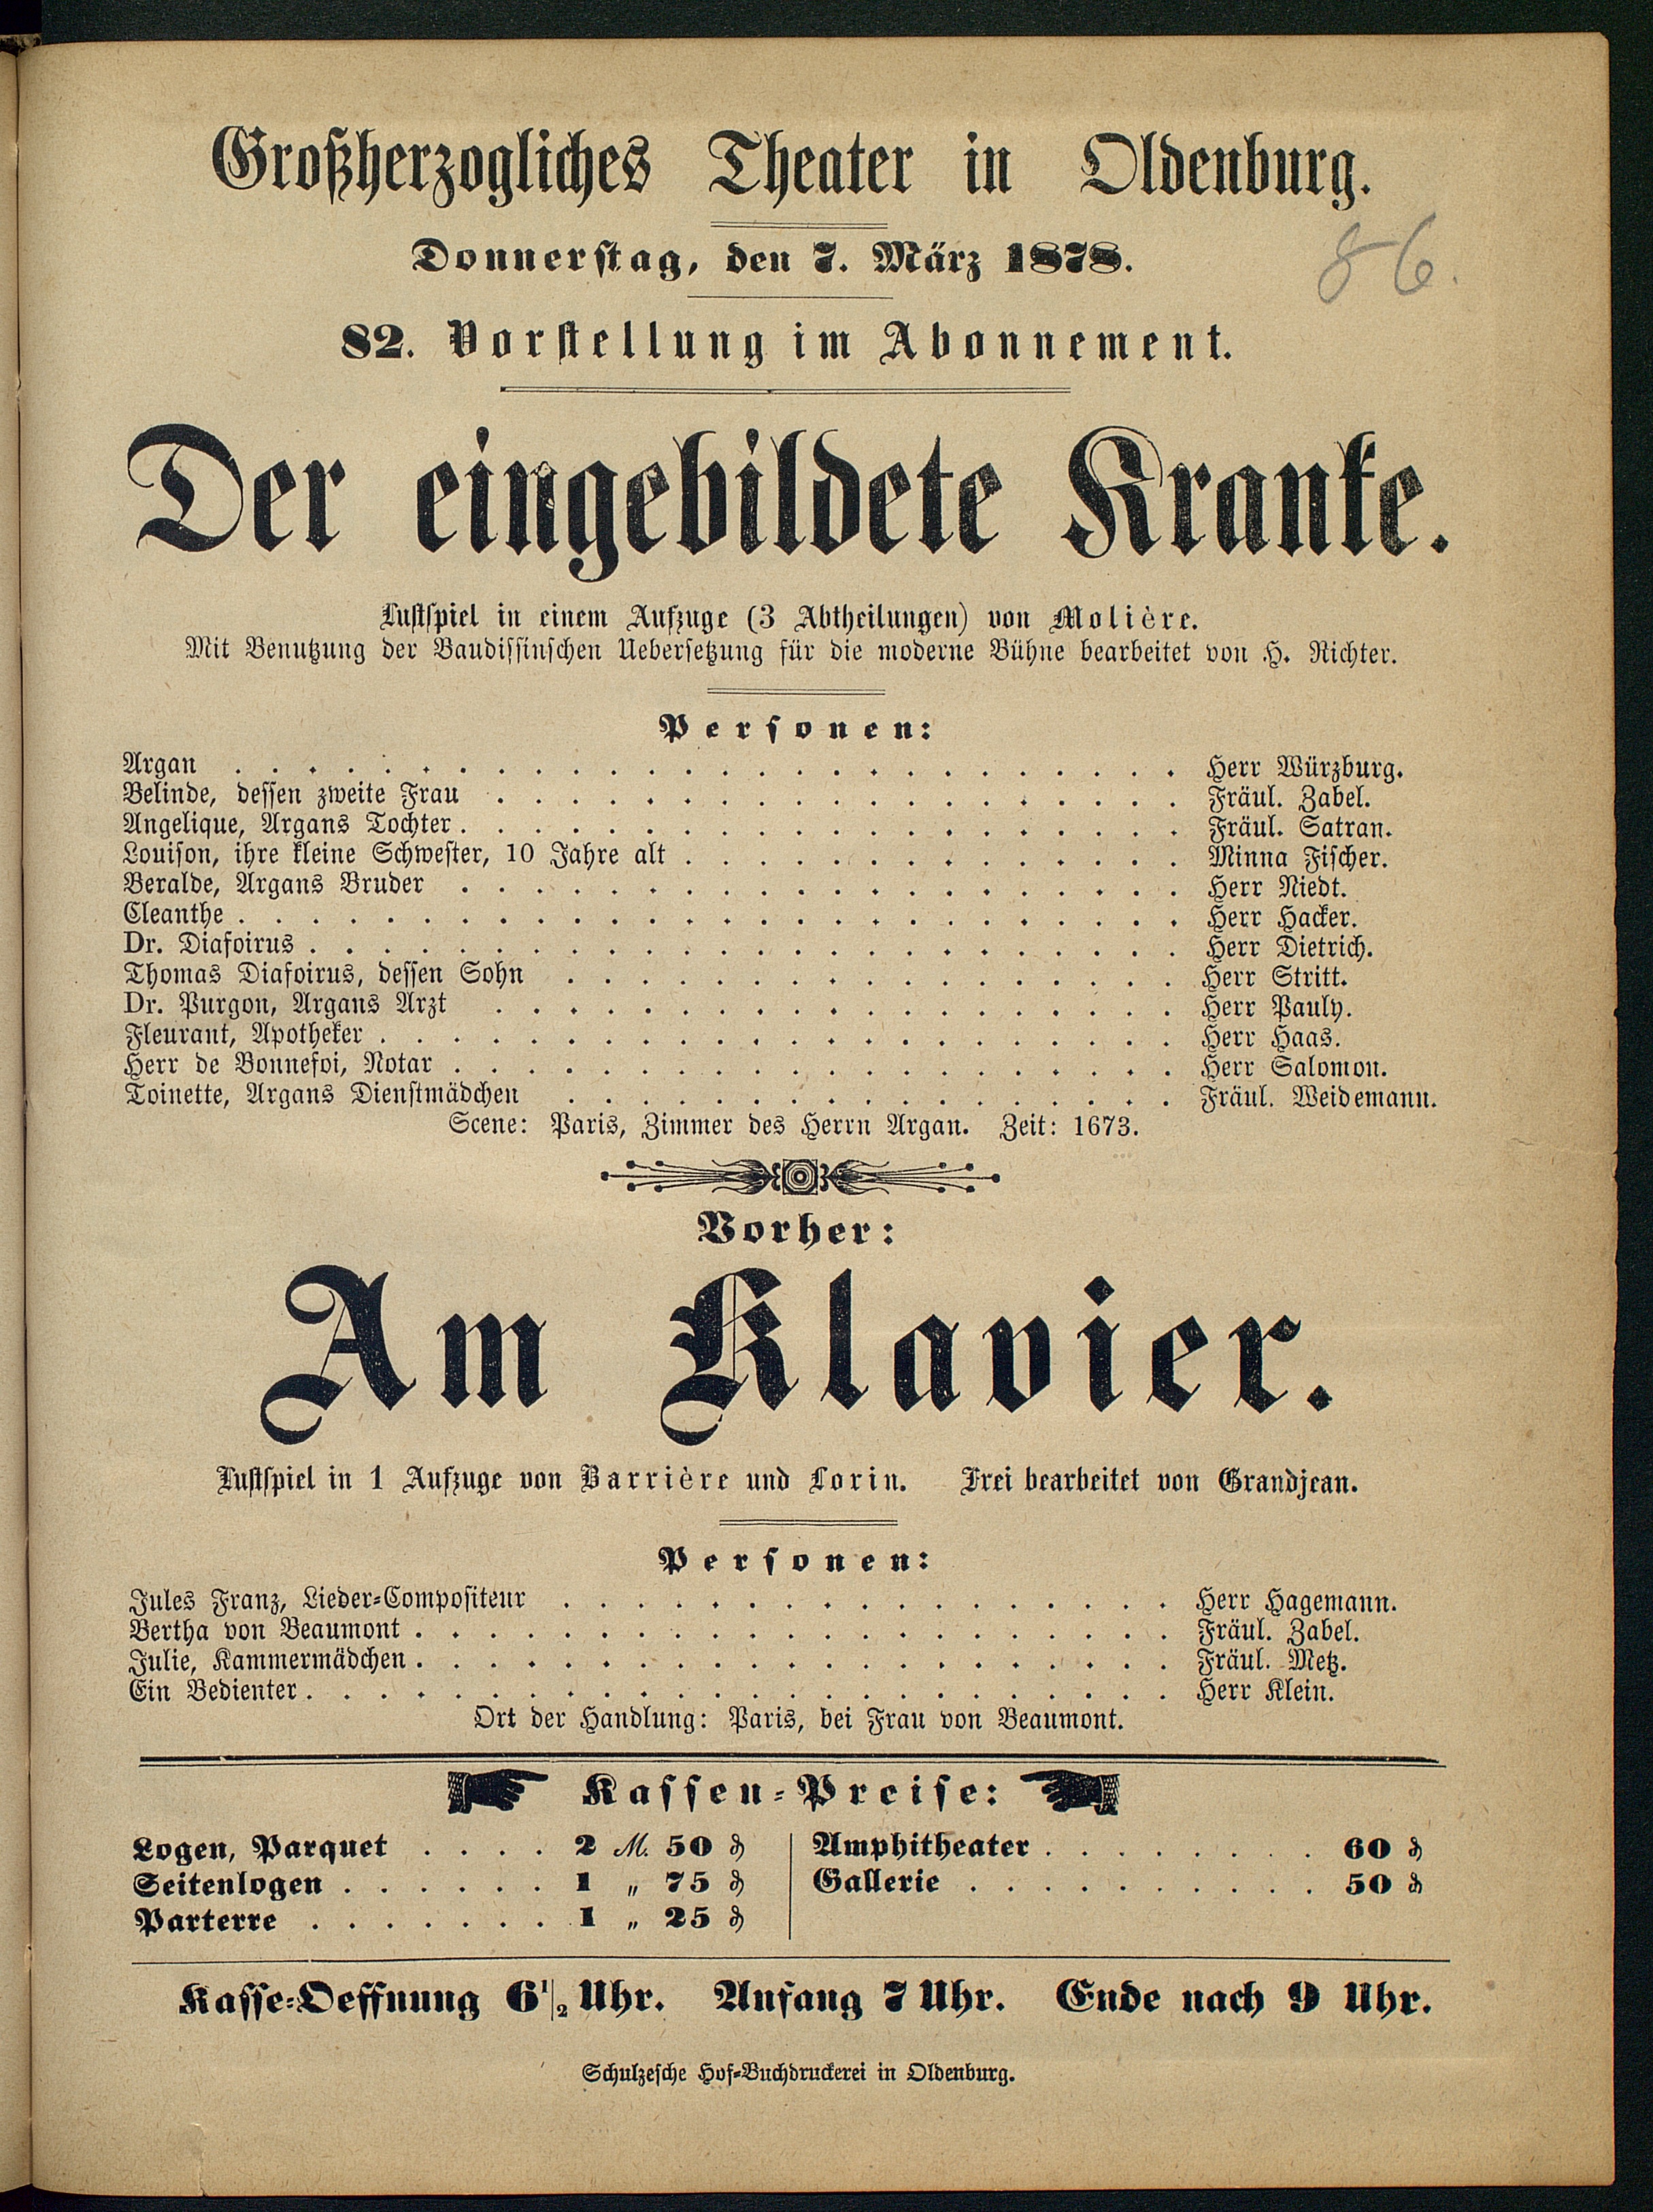 Großherzogliches Theater in Oldenburg.
Donnerstag, den 7. März 1878.
86.
82. Vorstellung im Abonnement.
Der eingebildete Kranke.
Lustspiel in einem Aufzuge (3 Abtheilungen) von Molière.
Mit Benutzung der Baudissinschen Uebersetzung für die moderne Bühne bearbeitet von H. Richter.
Personen:
Argan . . . . . . . . . . Herr Würzburg.
Belinde, dessen zweite Frau . . . . . . . . . . Fräul. Zabel.
Angelique, Argans Tochter . . . . . . . . . . Fräul. Satran.
Louison, ihre kleine Schwester, 10 Jahre alt . . . . . . . . . . Minna Fischer.
Beralde, Argans Bruder . . . . . . . . . . Herr Niedt.
Cleanthe . . . . . . . . . . Herr Hacker.
Dr. Diafoirus . . . . . . . . . . Herr Dietrich.
Thomas Diafoirus, dessen Sohn . . . . . . . . . . Herr Stritt.
Dr. Purgon, Argans Arzt . . . . . . . . . . Herr Pauly.
Fleurant, Apotheker . . . . . . . . . . Herr Haas.
Herr de Bonnefoi, Notar . . . . . . . . . . Herr Salomon.
Toinette, Argans Dienstmädchen . . . . . . . . . . Fräul. Weidemann.
Scene: Paris, Zimmer des Herrn Argan. Zeit: 1673.
Vorher:
Am Klavier.
Lustspiel in 1 Aufzuge von Barrière und Lorin. Frei bearbeitet von Grandjean.
Personen:
Jules Franz, Lieder-Compositeur . . . . . . . . . . Herr Hagemann.
Bertha von Beaumont . . . . . . . . . . Fräul. Zabel.
Julie, Kammermädchen . . . . . . . . . . Fräul. Metz.
Ein Bedienter . . . . . . . . . . Herr Klein.
Ort der Handlung: Paris, bei Frau von Beaumont.
Kassen-Preise:
Logen, Parquet . . . . 2 M. 50 ₰
Seitenlogen . . . . . . 1 „ 75 ₰
Parterre . . . . . . . 1 „ 25 ₰
Amphitheater . . . . . . . . 60 ₰
Gallerie . . . . . . . . . . 50 ₰
Kasse-Oeffnung 6 1/2 Uhr. Anfang 7 Uhr. Ende nach 9 Uhr.
Schulzesche Hof-Buchdruckerei in Oldenburg.